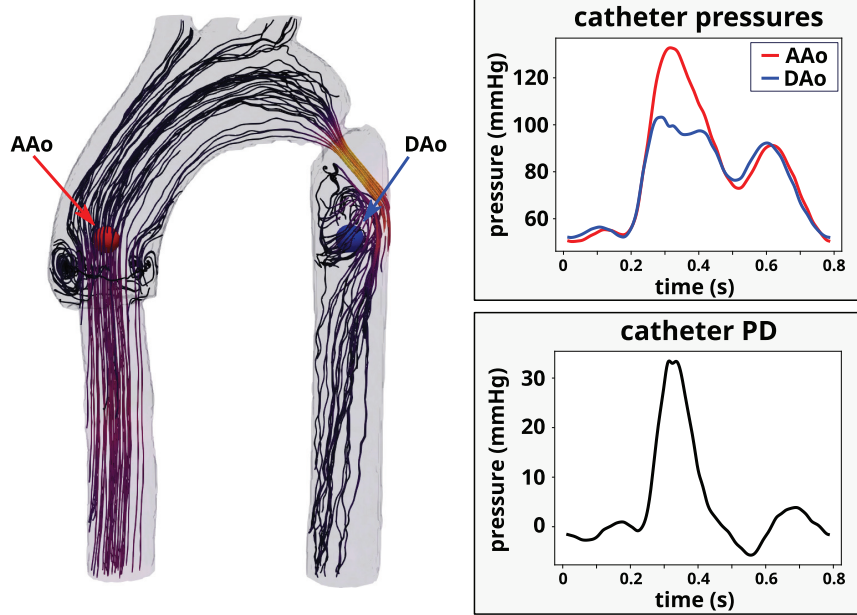 AAo
DAo
catheter pressures
pressure (mmHg)
120
100
80
60
AAo
DAo
0 0.2 0.4 0.6 0.8
time (s)
catheter PD
pressure (mmHg)
30
20
10
0
0 0.2 0.4 0.6 0.8
time (s)